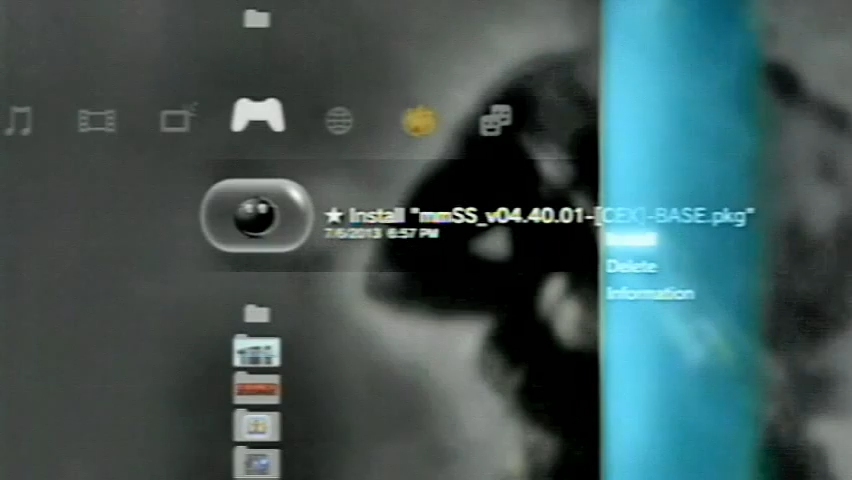 ★ Install "mmSS_v04.40.01-[CEX]-BASE.pkg"
7/6/2013 6:57 PM
Delete
Information